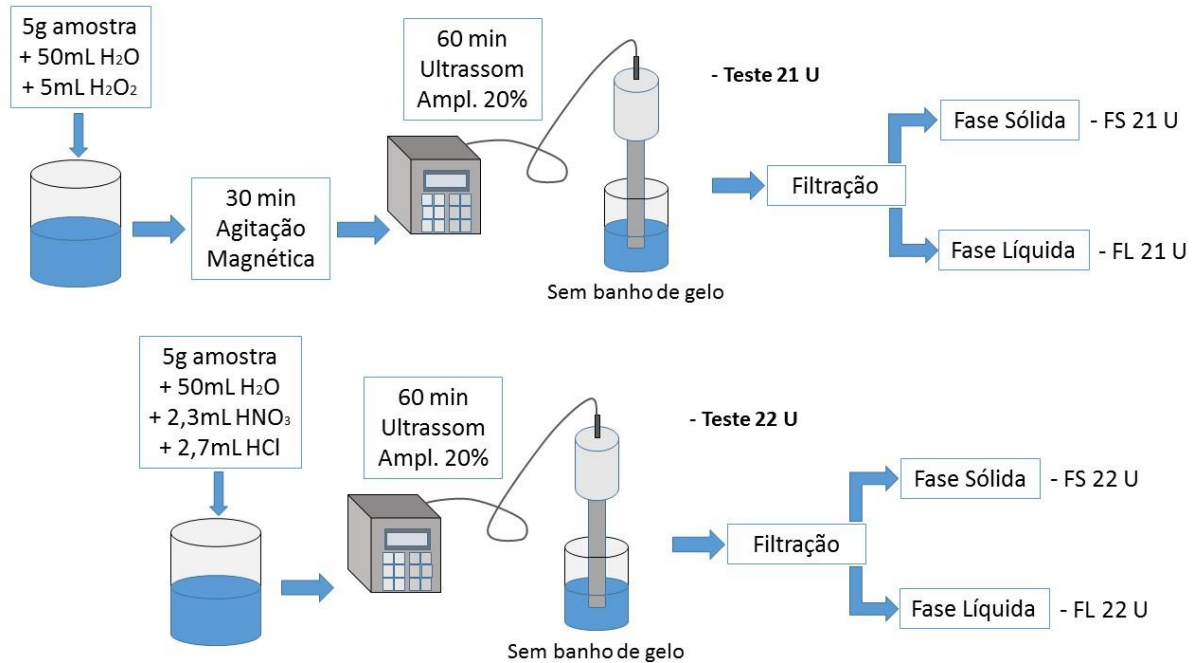 5g amostra
+ 50mL H₂O
+ 5mL H₂O₂
30 min
Agitação
Magnética
60 min
Ultrassom
Ampl. 20%
- Teste 21 U
Sem banho de gelo
Filtração
Fase Sólida - FS 21 U
Fase Líquida - FL 21 U
5g amostra
+ 50mL H₂O
+ 2,3mL HNO₃
+ 2,7mL HCl
60 min
Ultrassom
Ampl. 20%
- Teste 22 U
Sem banho de gelo
Filtração
Fase Sólida - FS 22 U
Fase Líquida - FL 22 U